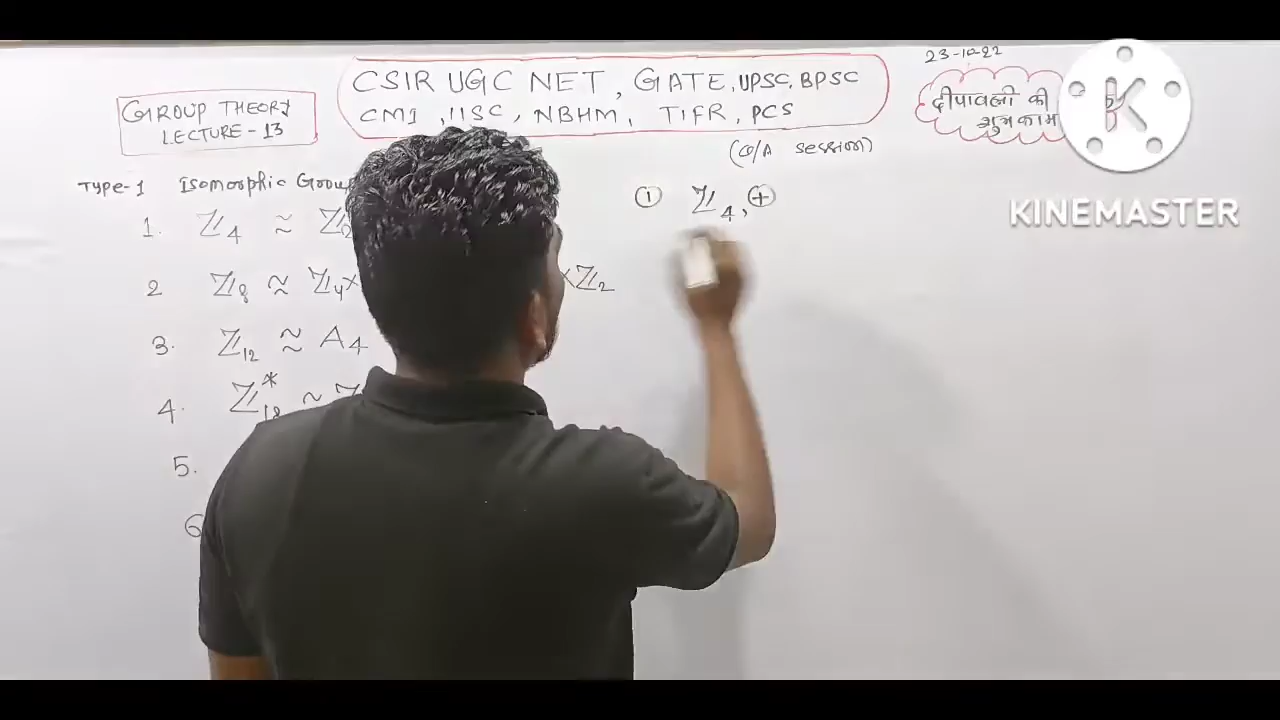 23-10-22
GROUP THEORY
LECTURE-13
CSIR UGC NET, GATE, UPSC, BPSC
CMI, IISC, NBHM, TIFR, PCS
(Q/A session)
दीपावली की
शुभकाम
KINEMASTER
Type-1 Isomorphic Group
1. ℤ₄ ≈ ℤ₂
2 ℤ₈ ≈ ℤ₄× ×ℤ₂
3. ℤ₁₂ ≈ A₄
4. ℤ*₁₈ ≈ ℤ
5.
6
① ℤ₄, ⊕